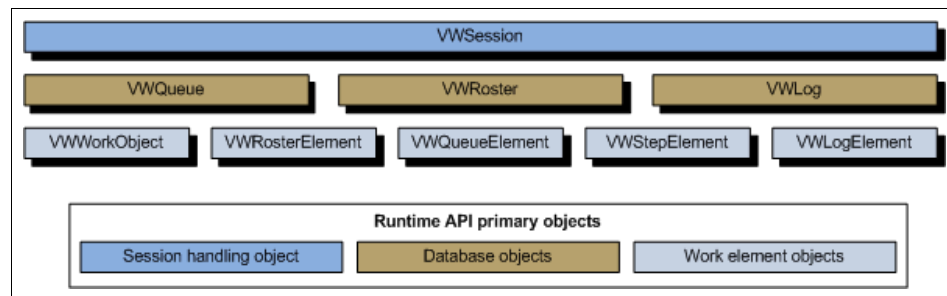 VWSession
VWQueue VWRoster VWLog
VWWorkObject VWRosterElement VWQueueElement VWStepElement VWLogElement
Runtime API primary objects
Session handling object Database objects Work element objects